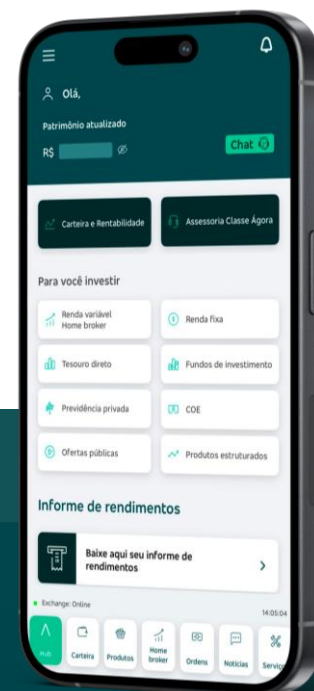 Olá,
Patrimônio atualizado
R$
Chat
Carteira e Rentabilidade
Assessoria Classe Ágora
Para você investir
Renda variável
Home broker
Renda fixa
Tesouro direto
Fundos de investimento
Previdência privada
COE
Ofertas públicas
Produtos estruturados
Informe de rendimentos
Baixe aqui seu informe de
rendimentos
Exchange: Online
14:05:04
Hub
Carteira
Produtos
Home
broker
Ordens
Notícias
Serviço